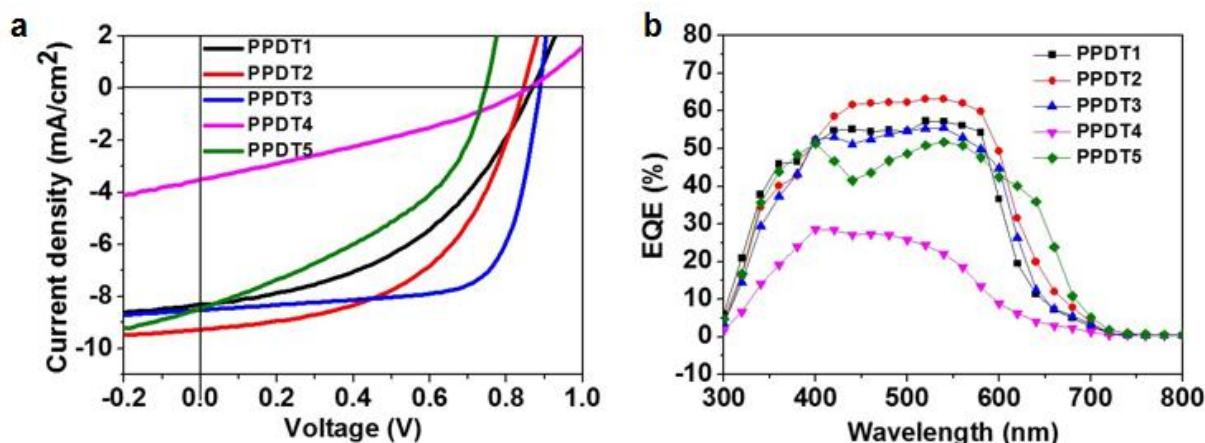 a
2
0
-2
-4
-6
-8
-10
-0.2
0.0
0.2
0.4
0.6
0.8
1.0
Current density (mA/cm2)
Voltage (V)
PPDT1
PPDT2
PPDT3
PPDT4
PPDT5
b
80
70
60
50
40
30
20
10
0
-10
300
400
500
600
700
800
EQE (%)
Wavelength (nm)
PPDT1
PPDT2
PPDT3
PPDT4
PPDT5